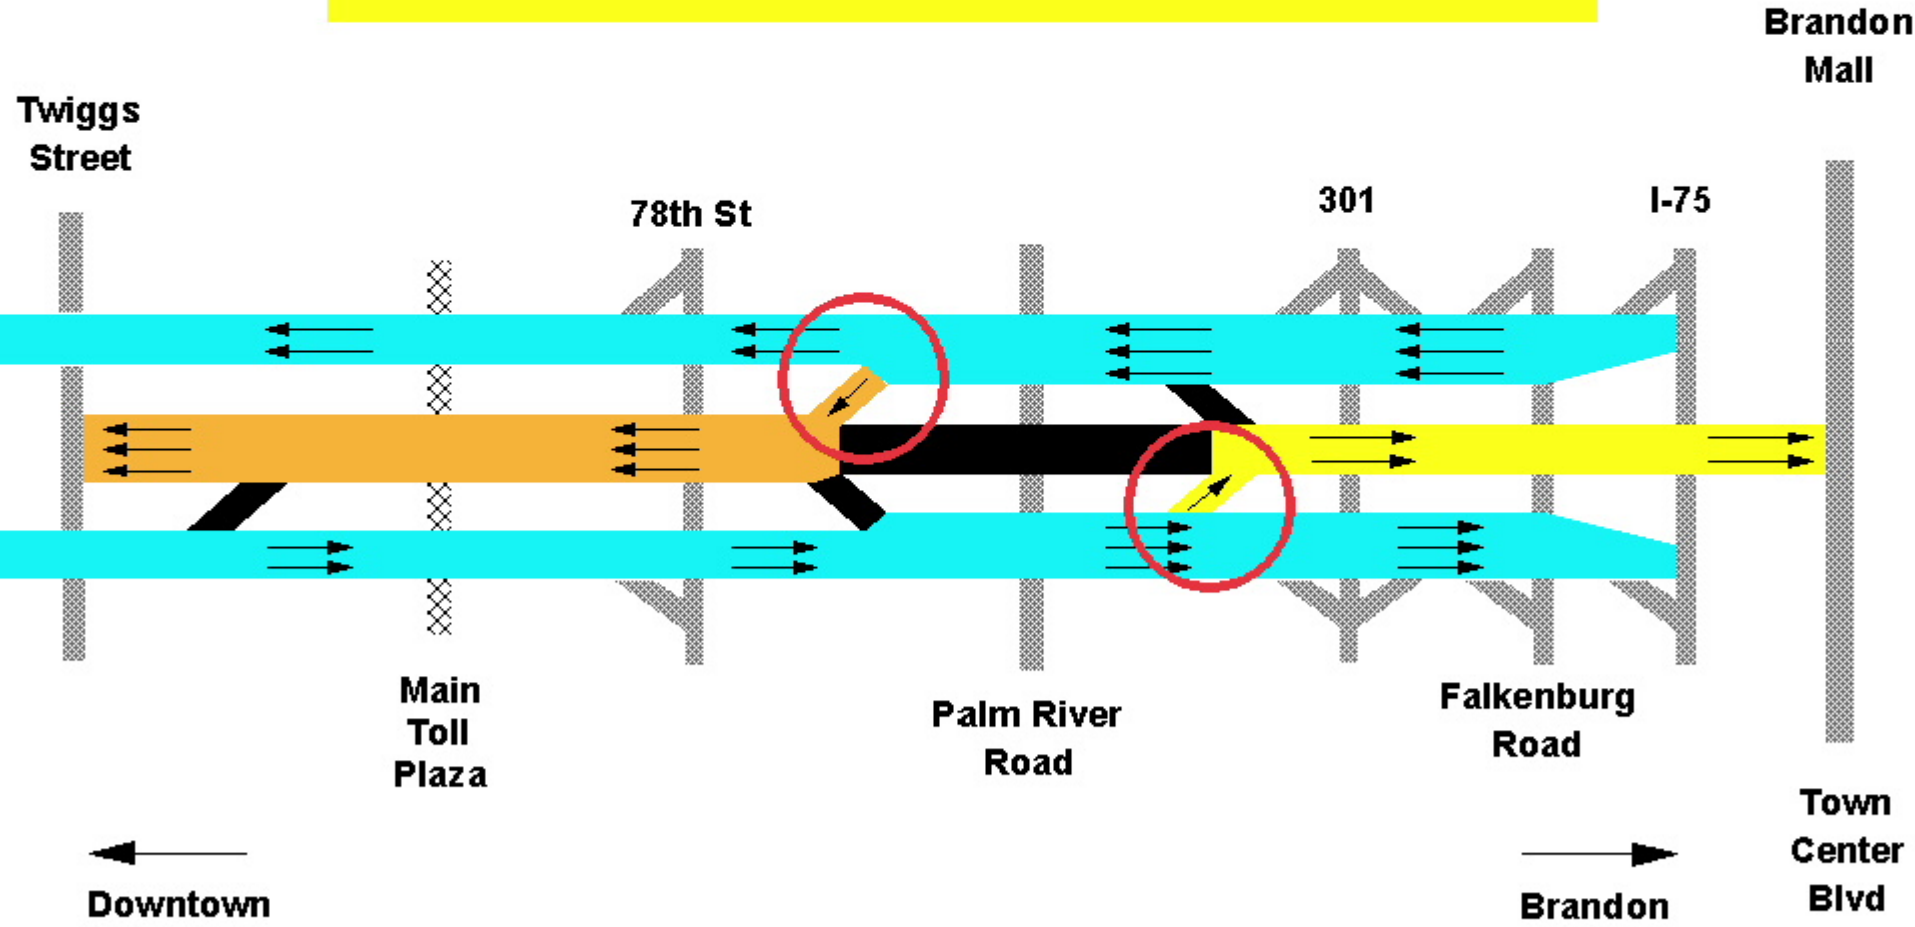 Brandon
Mall
Twiggs
Street
78th St
301
I-75
Main
Toll
Plaza
Palm River
Road
Falkenburg
Road
Town
Center
Blvd
Downtown
Brandon